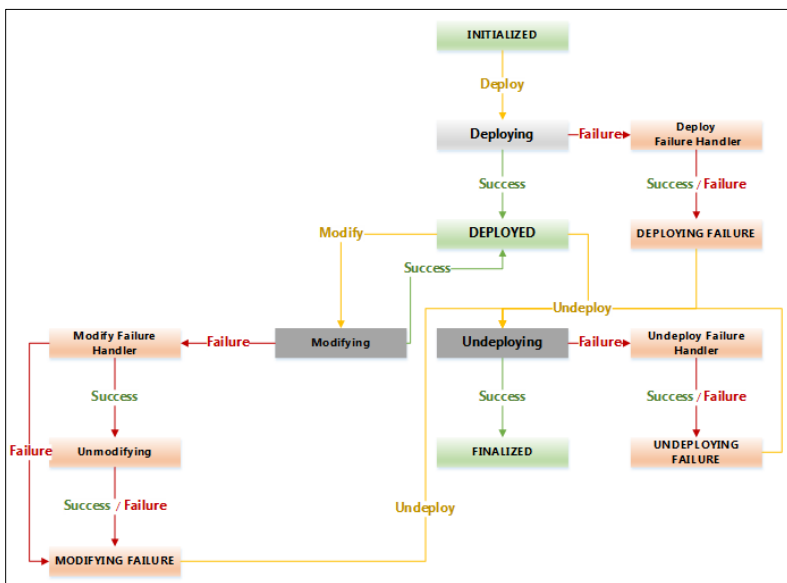 INITIALIZED
Deploy
Deploying
Failure
Deploy
Failure Handler
Success
Success / Failure
Modify
DEPLOYED
DEPLOYING FAILURE
Success
Undeploy
Modify Failure
Handler
Failure
Modifying
Undeploying
Failure
Undeploy Failure
Handler
Success
Success
Success / Failure
Failure
Unmodifying
FINALIZED
UNDEPLOYING
FAILURE
Success / Failure
Undeploy
MODIFYING FAILURE